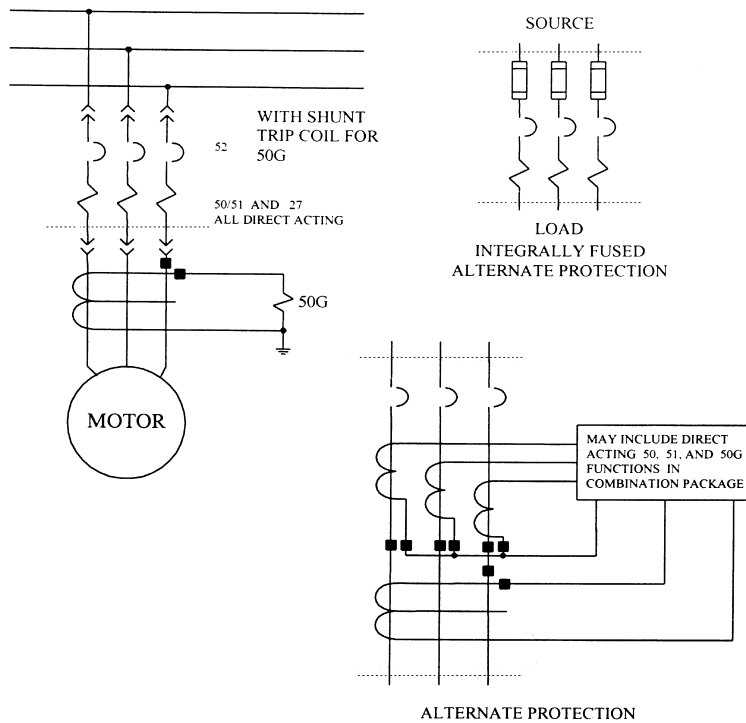 SOURCE
WITH SHUNT
TRIP COIL FOR
50G
52
50/51 AND 27
ALL DIRECT ACTING
LOAD
INTEGRALLY FUSED
ALTERNATE PROTECTION
50G
MOTOR
MAY INCLUDE DIRECT
ACTING 50, 51, AND 50G
FUNCTIONS IN
COMBINATION PACKAGE
ALTERNATE PROTECTION